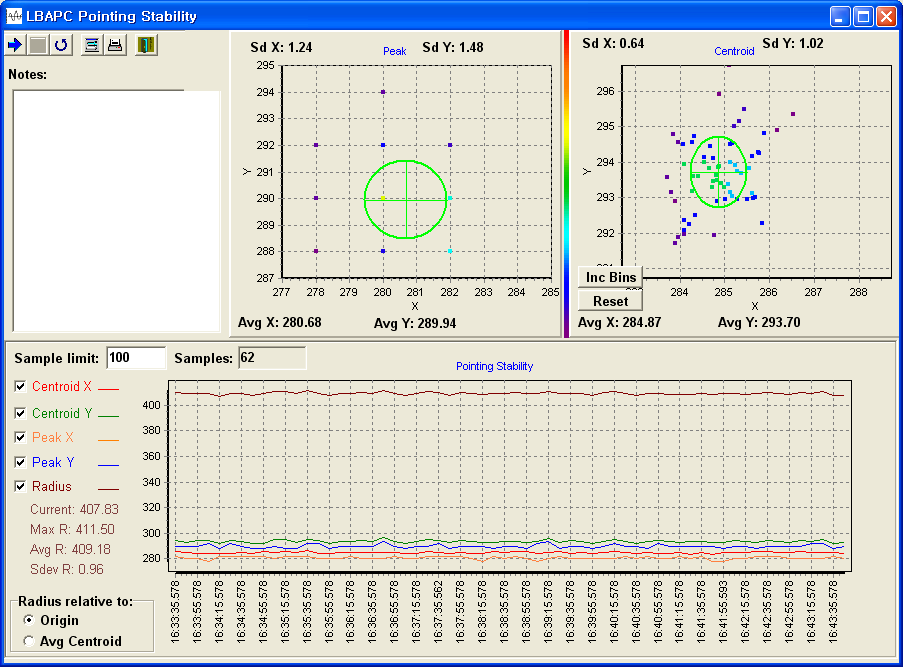 LBAPC Pointing Stability
Notes:
Sd X: 1.24
Peak
Sd Y: 1.48
295
294
293
292
291
290
289
288
287
Y
277 278 279 280 281 282 283 284 285
X
Avg X: 280.68
Avg Y: 289.94
Sd X: 0.64
Centroid
Sd Y: 1.02
296
295
294
293
292
Y
Inc Bins
Reset
284 285 286 287 288
X
Avg X: 284.87
Avg Y: 293.70
Sample limit: 100 Samples: 62
Pointing Stability
Centroid X
Centroid Y
Peak X
Peak Y
Radius
Current: 407.83
Max R: 411.50
Avg R: 409.18
Sdev R: 0.96
Radius relative to:
Origin
Avg Centroid
400
380
360
340
320
300
280
16:33:35.578
16:33:55.578
16:34:15.578
16:34:35.578
16:34:55.578
16:35:15.578
16:35:35.578
16:35:55.578
16:36:15.578
16:36:35.578
16:36:55.578
16:37:15.578
16:37:35.562
16:37:55.578
16:38:15.578
16:38:35.578
16:38:55.578
16:39:15.578
16:39:35.578
16:39:55.593
16:40:15.578
16:40:35.578
16:40:55.578
16:41:15.578
16:41:35.578
16:41:55.593
16:42:15.578
16:42:35.578
16:42:55.578
16:43:15.578
16:43:35.578